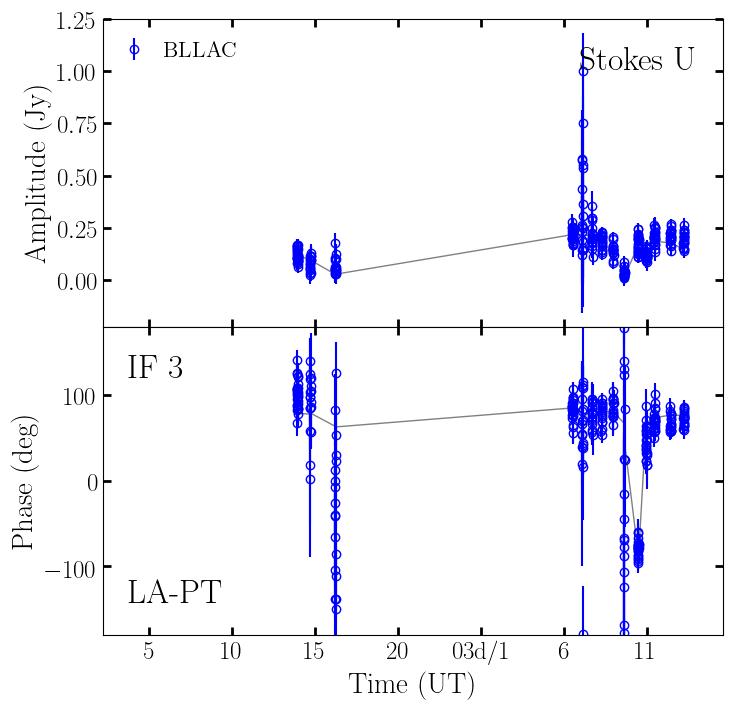 BLLAC
Stokes U
1.25
1.00
0.75
0.50
0.25
0.00
Amplitude (Jy)
IF 3
LA-PT
100
0
−100
Phase (deg)
5 10 15 20 03d/1 6 11
Time (UT)